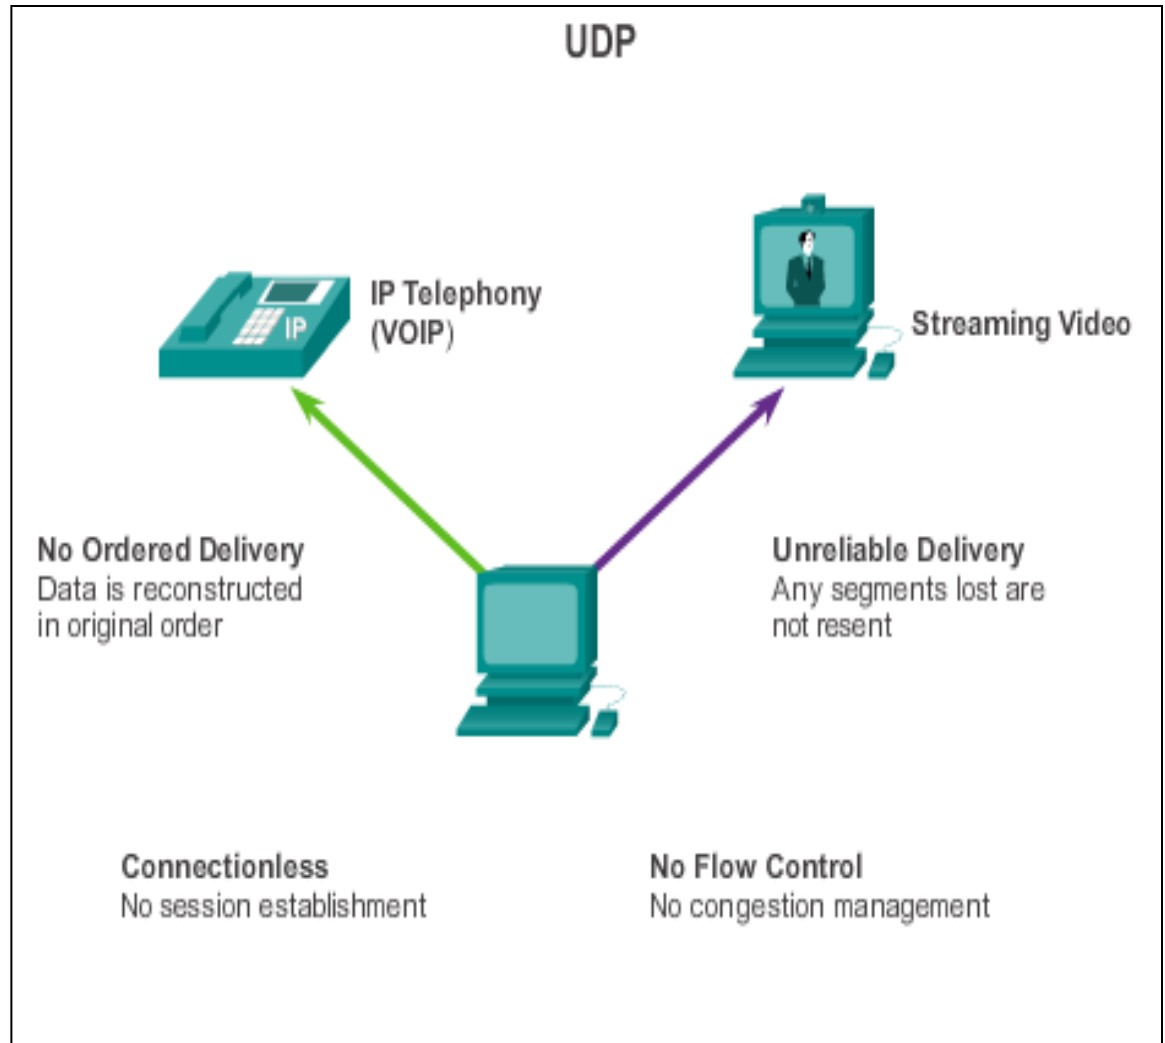 UDP
IP Telephony
(VOIP)
IP
Streaming Video
No Ordered Delivery
Data is reconstructed
in original order
Unreliable Delivery
Any segments lost are
not resent
Connectionless
No session establishment
No Flow Control
No congestion management